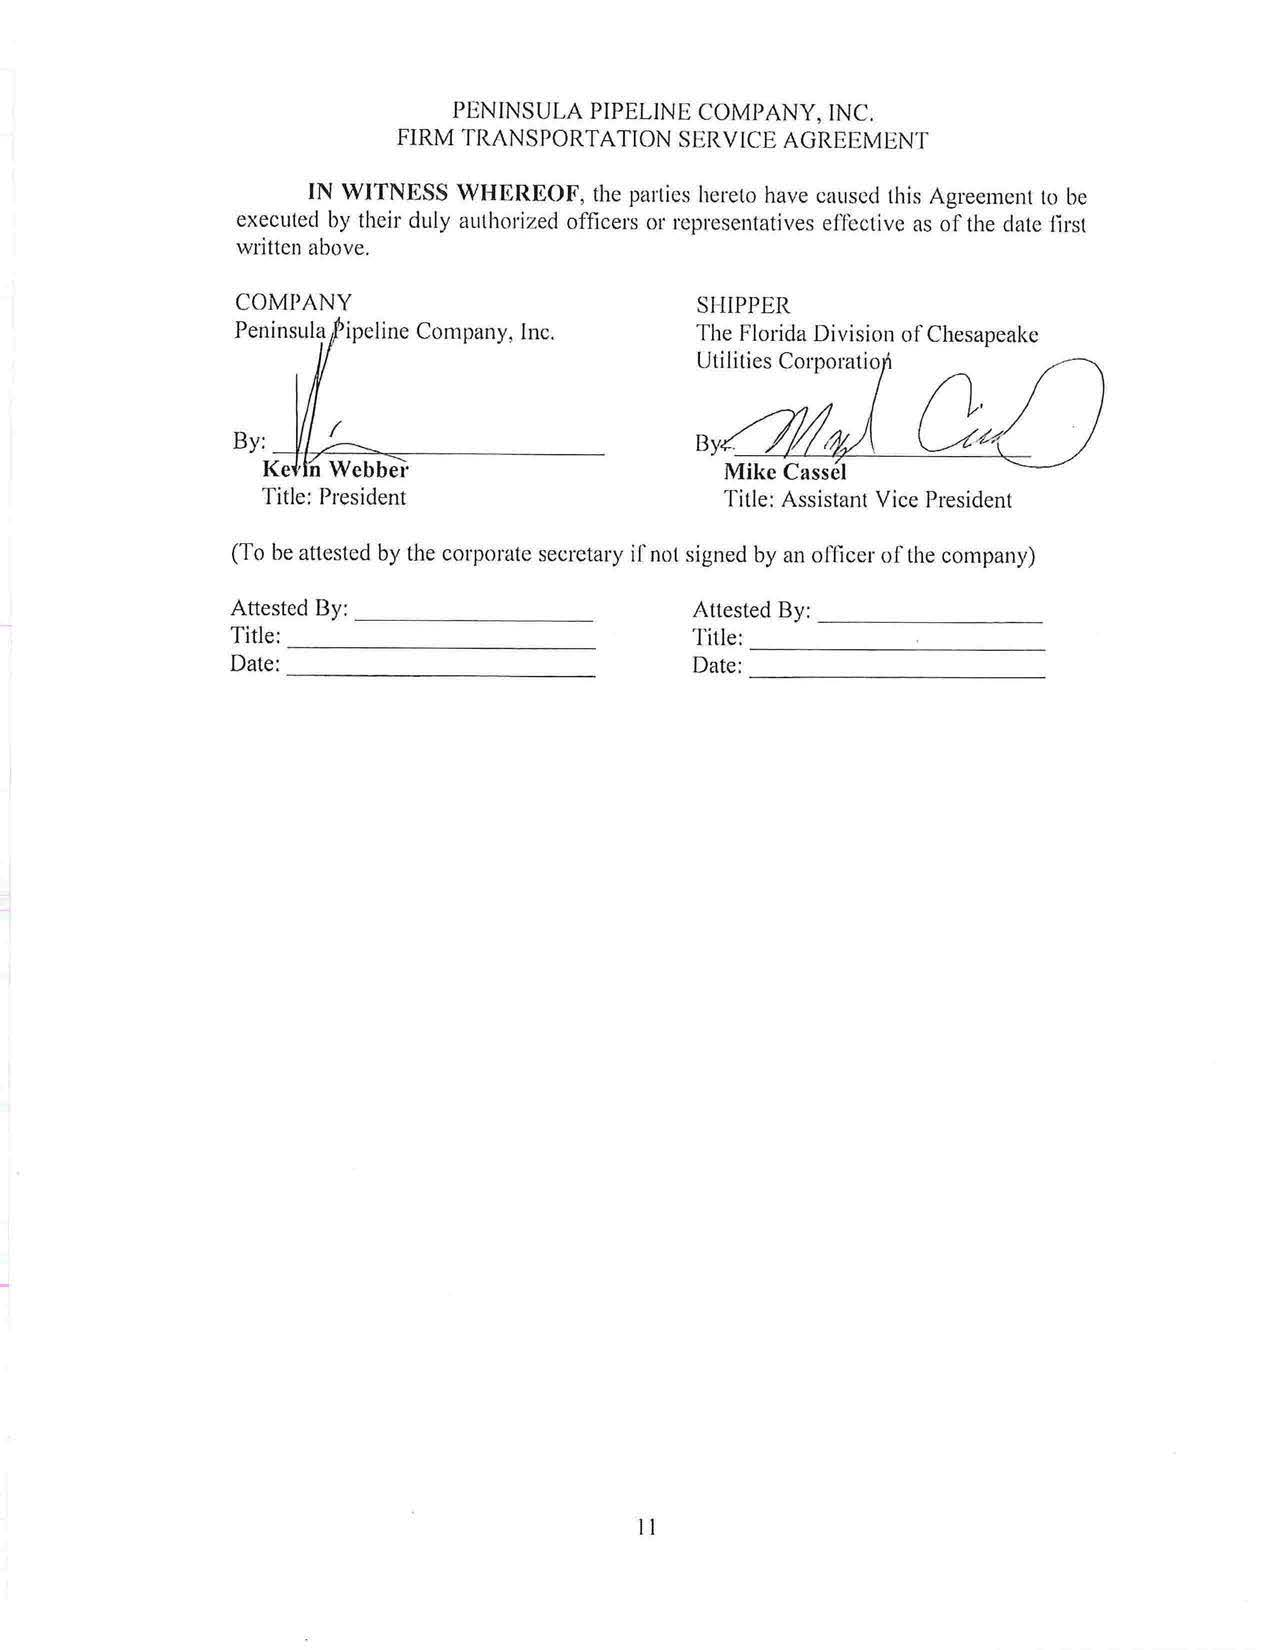 PENINSULA PIPELINE COMPANY, INC.
FIRM TRANSPORTATION SERVICE AGREEMENT
IN WITNESS WHEREOF, the parties hereto have caused this Agreement to be
executed by their duly authorized officers or representatives effective as of the date first
written above.
COMPANY
Peninsula Pipeline Company, Inc.
By:
Kevin Webber
Title: President
SHIPPER
The Florida Division of Chesapeake
Utilities Corporation
By:
Mike Cassel
Title: Assistant Vice President
(To be attested by the corporate secretary if not signed by an officer of the company)
Attested By:
Title:
Date:
Attested By:
Title:
Date:
11